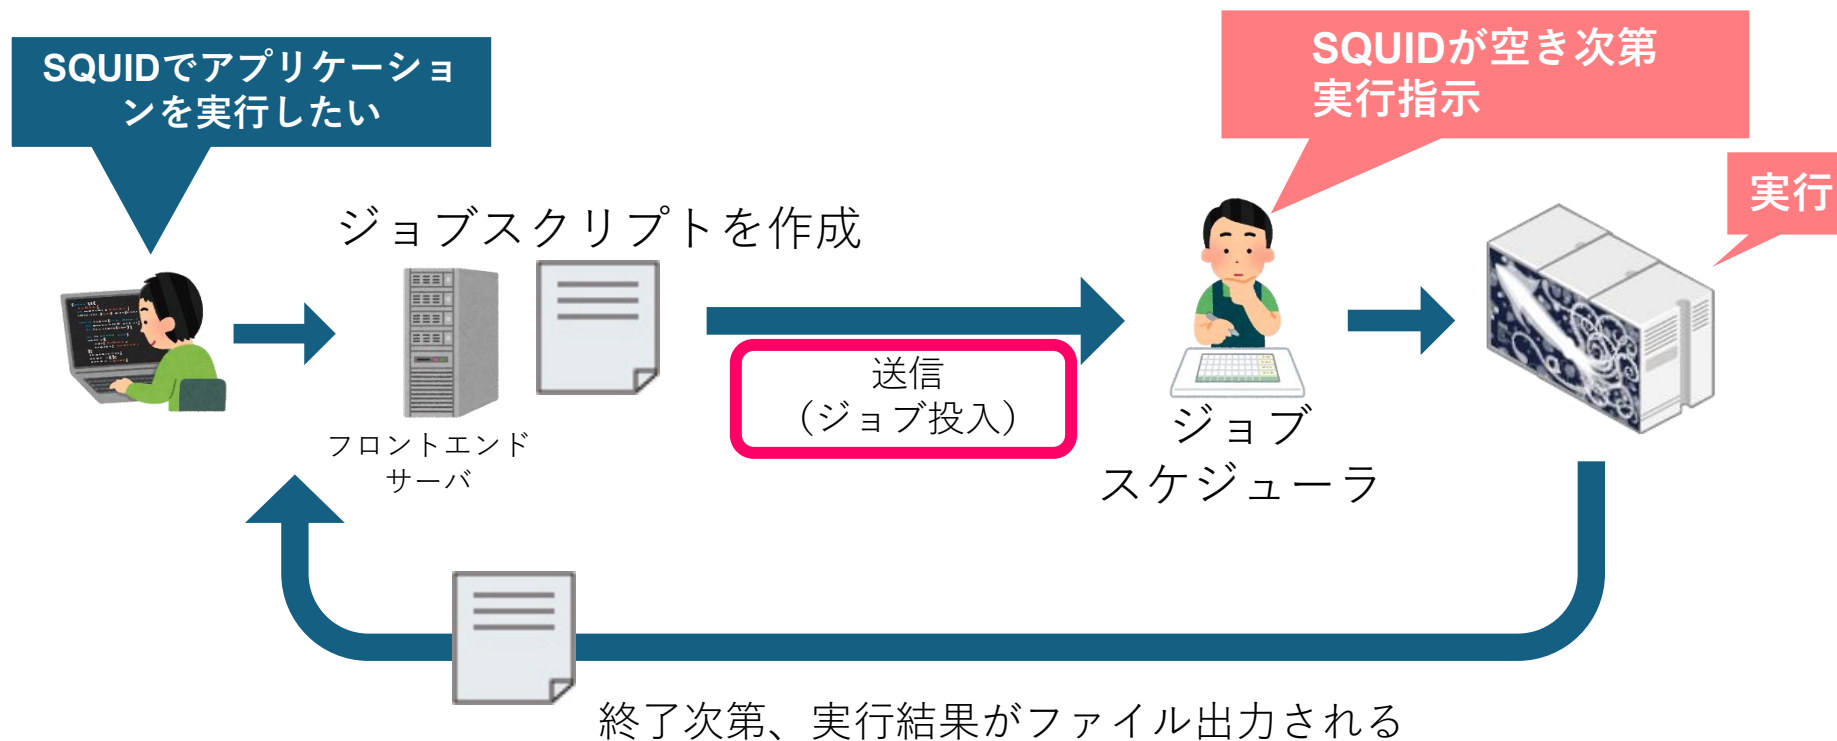 SQUIDでアプリケーショ
ンを実行したい
SQUIDが空き次第
実行指示
実行
ジョブスクリプトを作成
送信
（ジョブ投入）
フロントエンド
サーバ
ジョブ
スケジューラ
終了次第、実行結果がファイル出力される